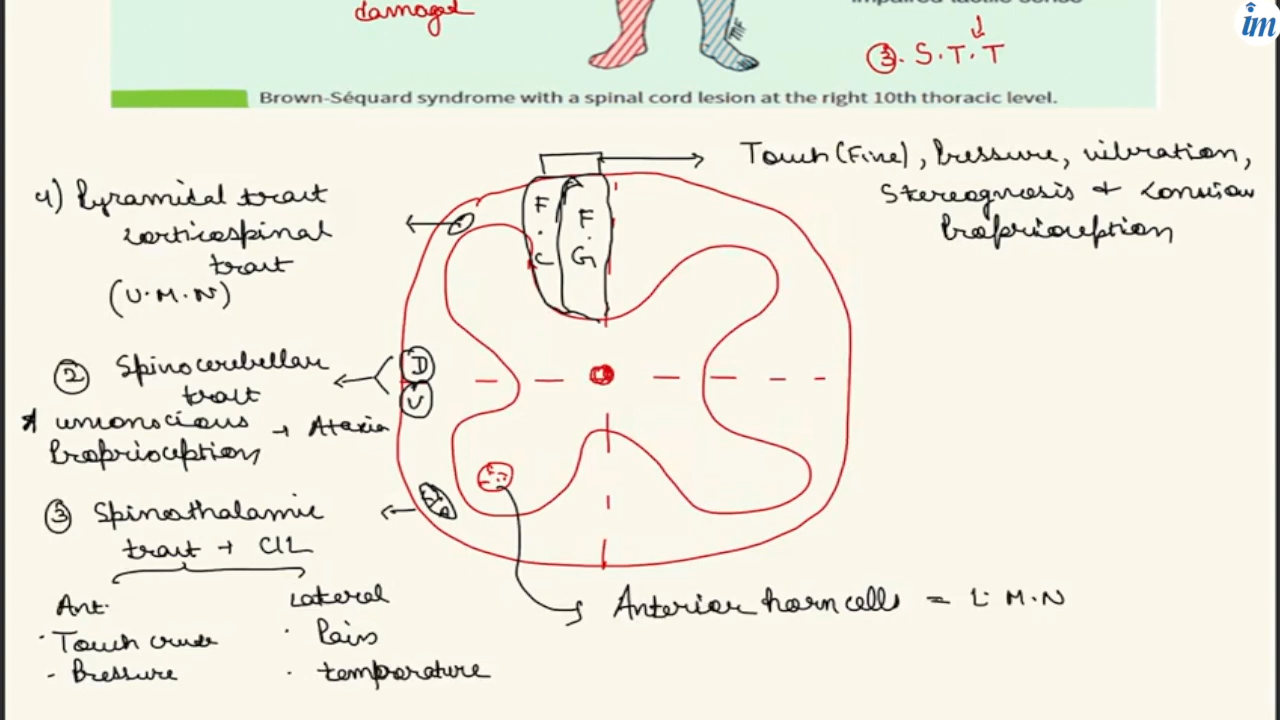 damaged
impaired tactile sense
îm
③. S.T.T
Brown-Séquard syndrome with a spinal cord lesion at the right 10th thoracic level.
Touch (Fine), Pressure, vibration,
Stereognosis + Conscious
Proprioception
4) Pyramidal tract
corticospinal
tract
(U.M.N)
F.C
F.G
② Spinocerebellar
tract
* unconscious → Ataxia
Proprioception
D
V
③ Spinothalamic
tract → C/L
Ant.
· Touch crude
- Pressure
Lateral
· Pain
· temperature
Anterior horn cells = L.M.N